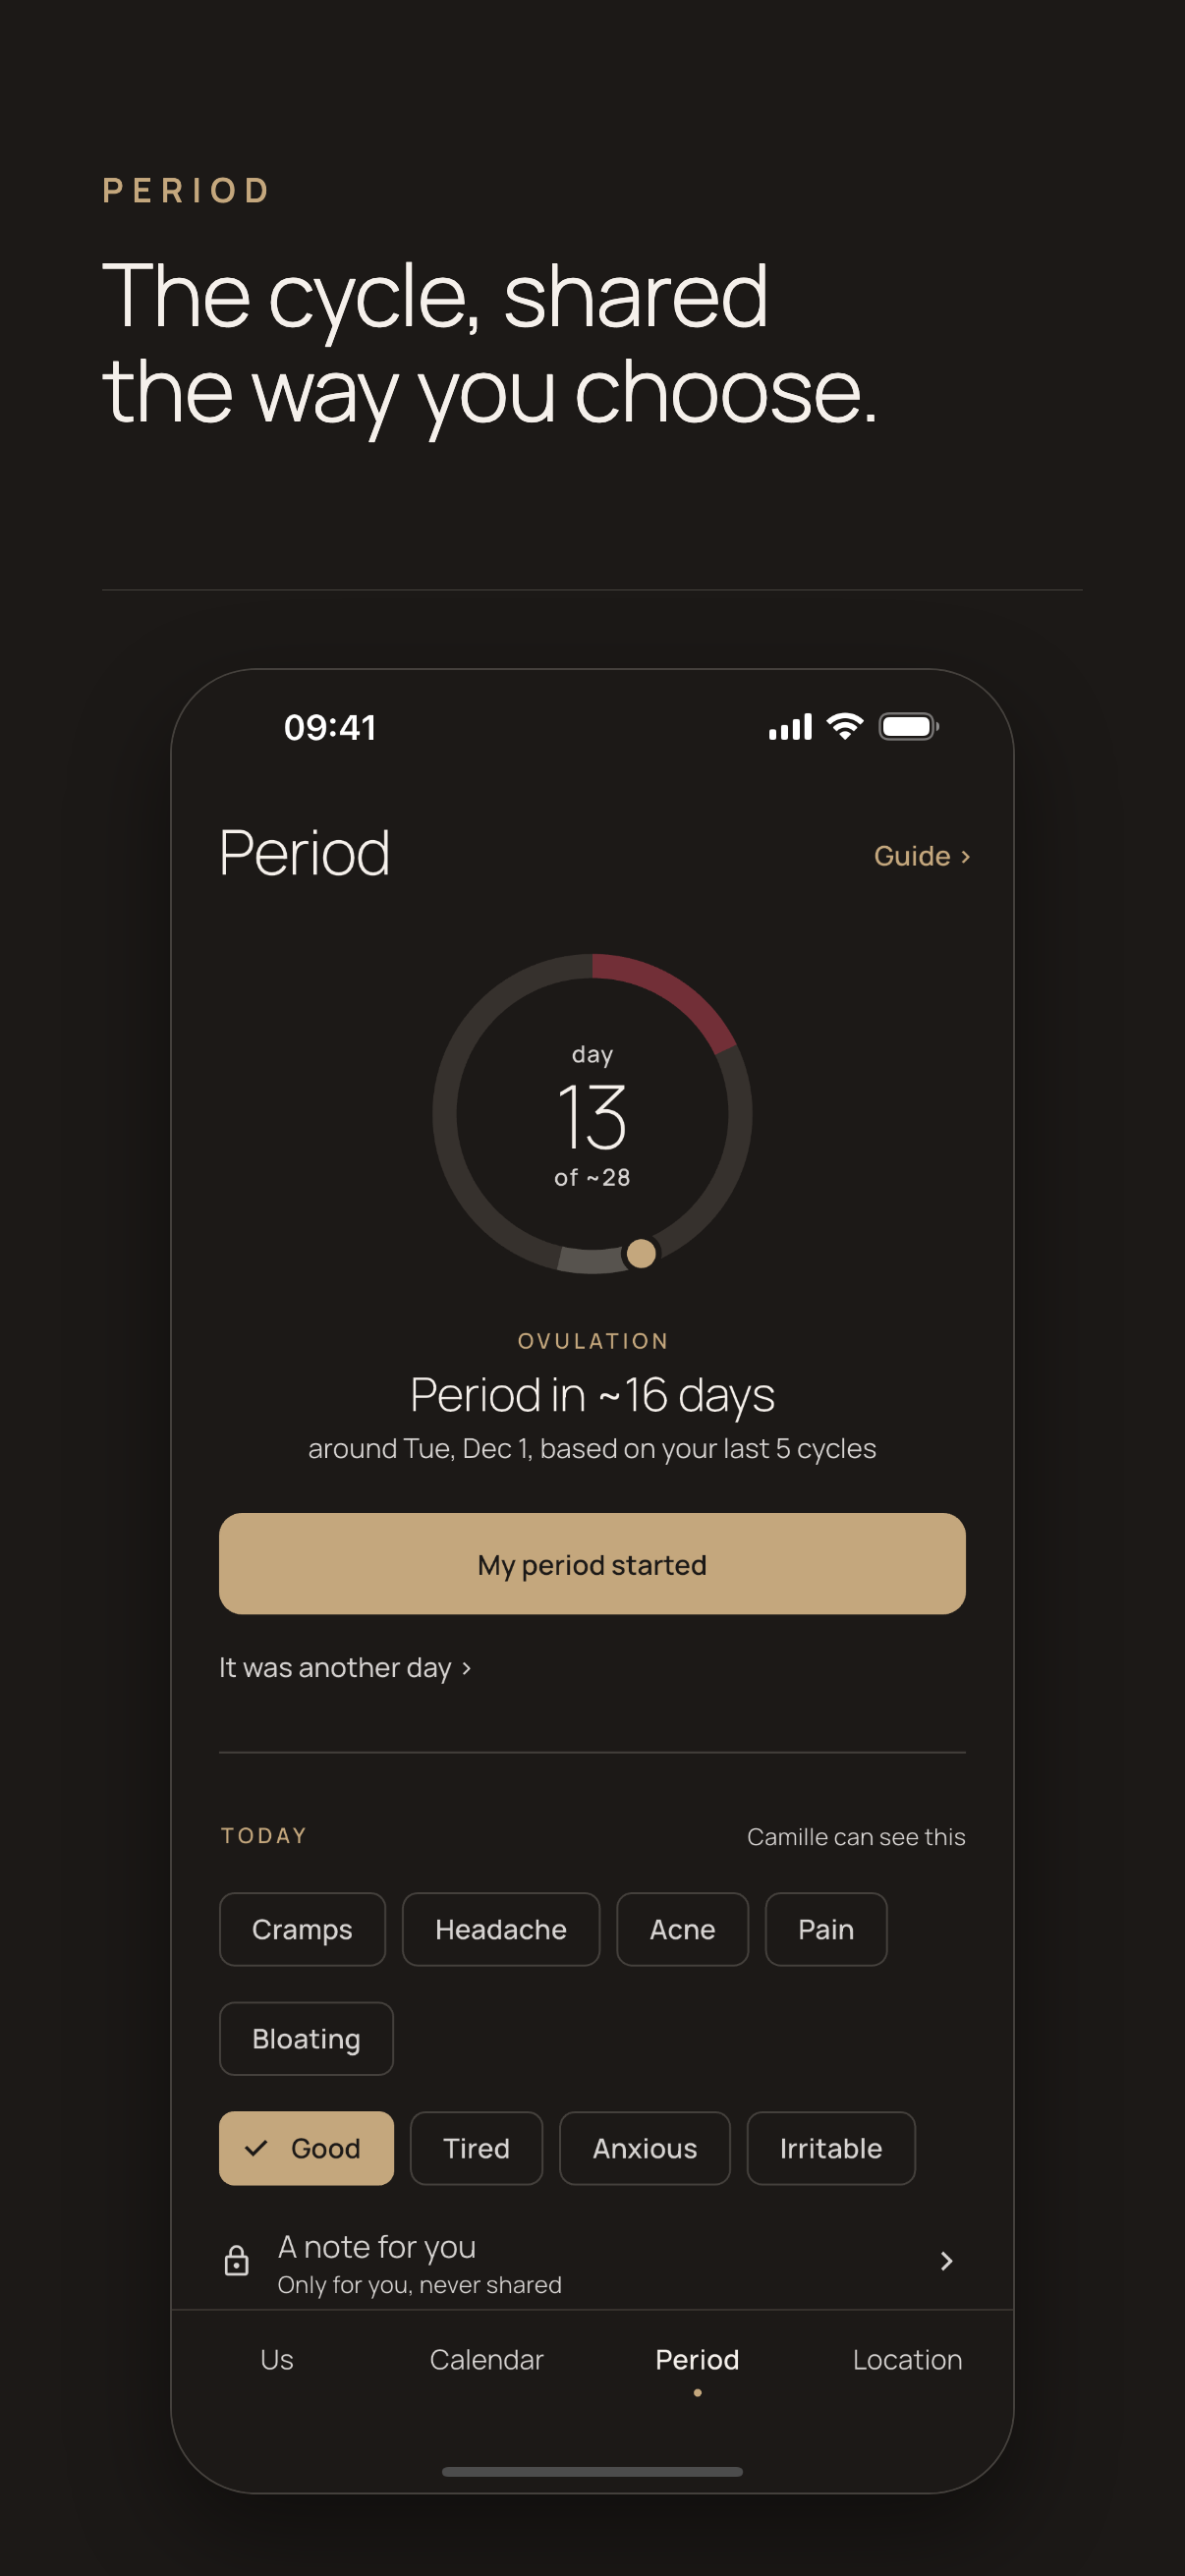 PERIOD
The cycle, shared
the way you choose.
09:41
Period
Guide ›
day
13
of ~28
OVULATION
Period in ~16 days
around Tue, Dec 1, based on your last 5 cycles
My period started
It was another day ›
TODAY
Camille can see this
Cramps Headache Acne Pain
Bloating
Good Tired Anxious Irritable
A note for you
Only for you, never shared
Us Calendar Period Location